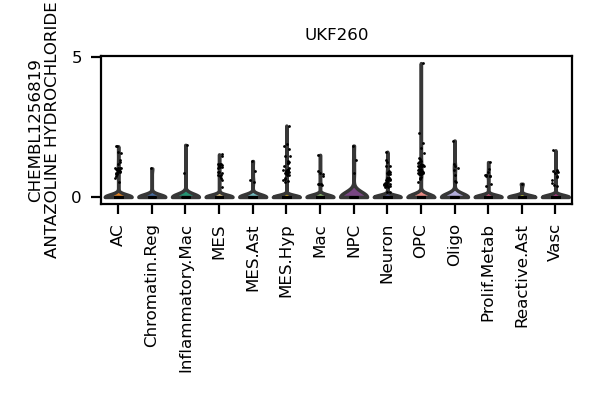 UKF260
CHEMBL1256819
ANTAZOLINE HYDROCHLORIDE
5
0
AC
Chromatin.Reg
Inflammatory.Mac
MES
MES.Ast
MES.Hyp
Mac
NPC
Neuron
OPC
Oligo
Prolif.Metab
Reactive.Ast
Vasc